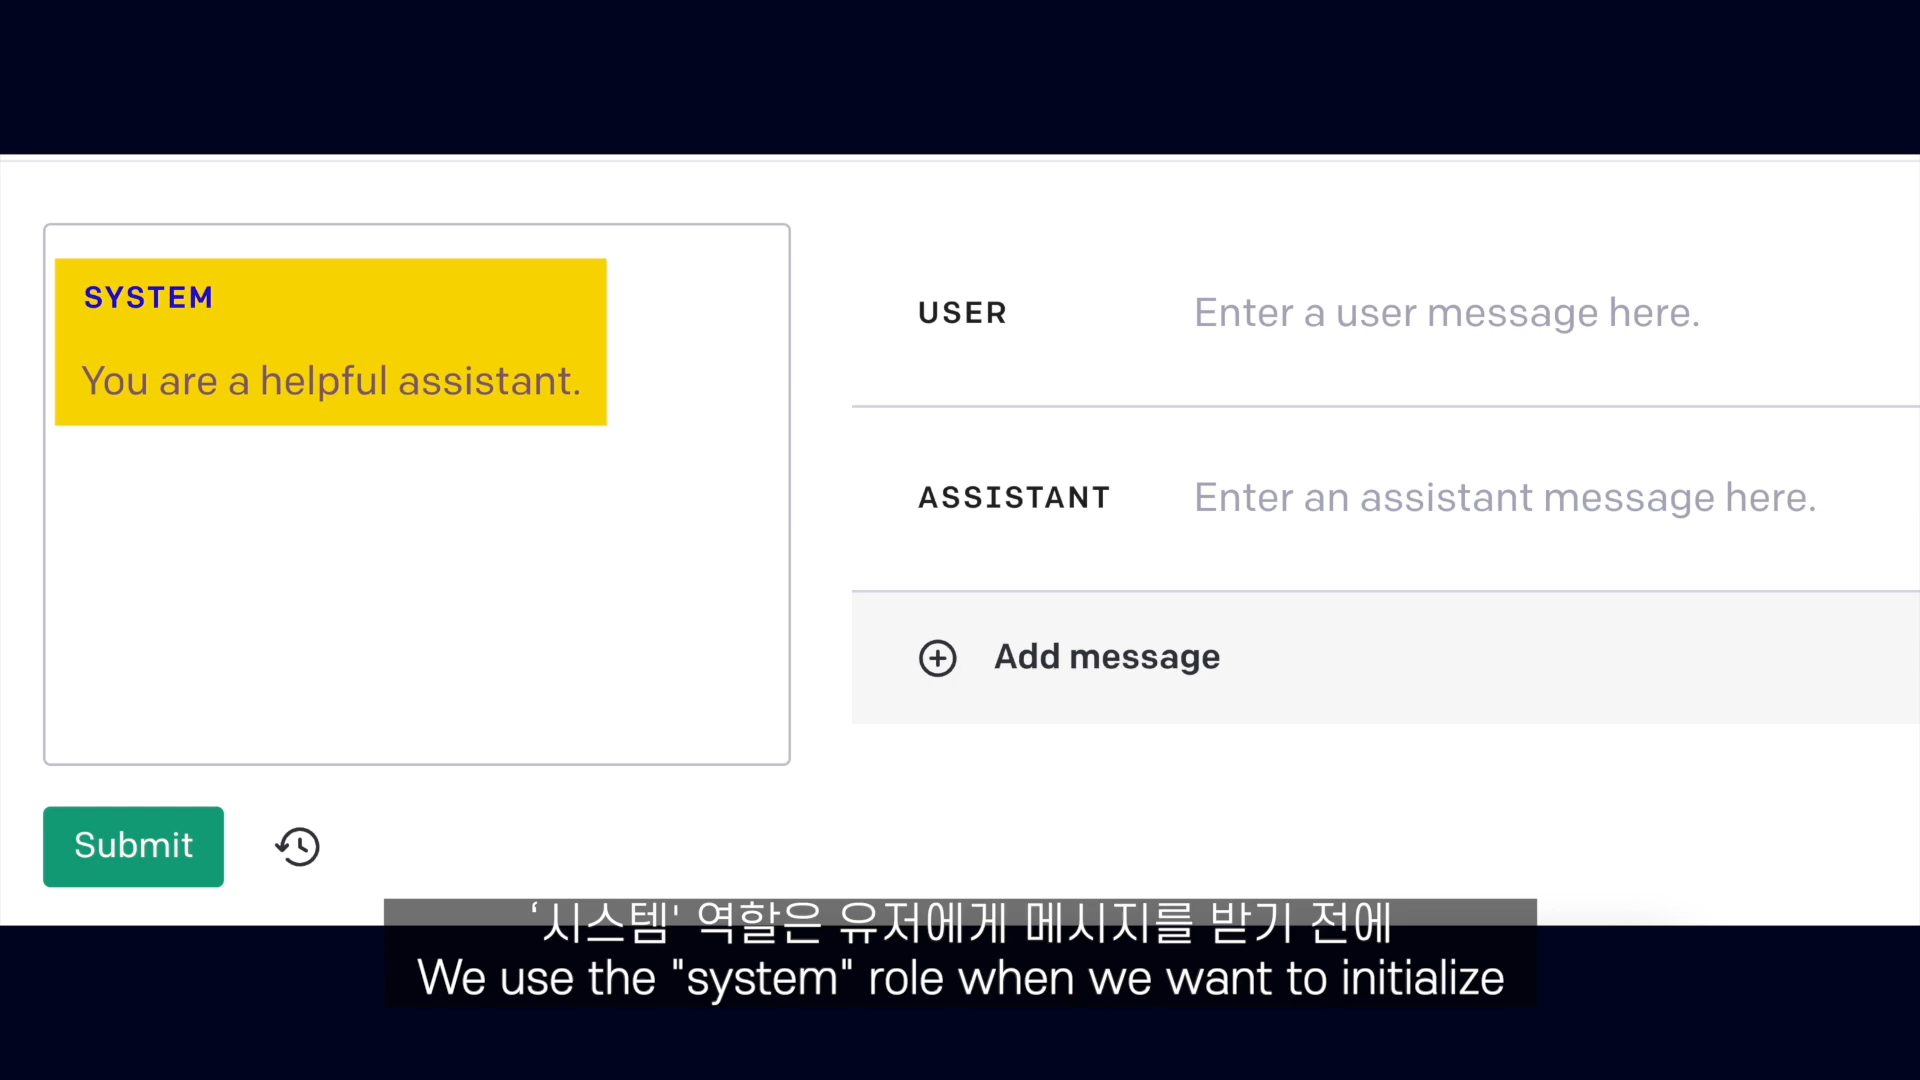 SYSTEM
You are a helpful assistant.
USER
Enter a user message here.
ASSISTANT
Enter an assistant message here.
Add message
Submit
‘시스템' 역할은 유저에게 메시지를 받기 전에
We use the "system" role when we want to initialize